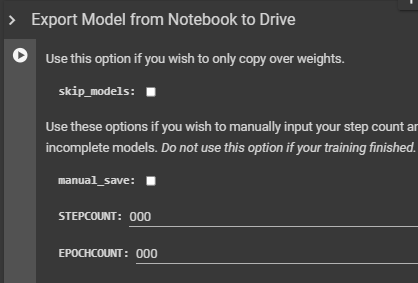 Export Model from Notebook to Drive
Use this option if you wish to only copy over weights.
skip_models:
Use these options if you wish to manually input your step count
incomplete models. Do not use this option if your training finished.
manual_save:
STEPCOUNT: 000
EPOCHCOUNT: 000